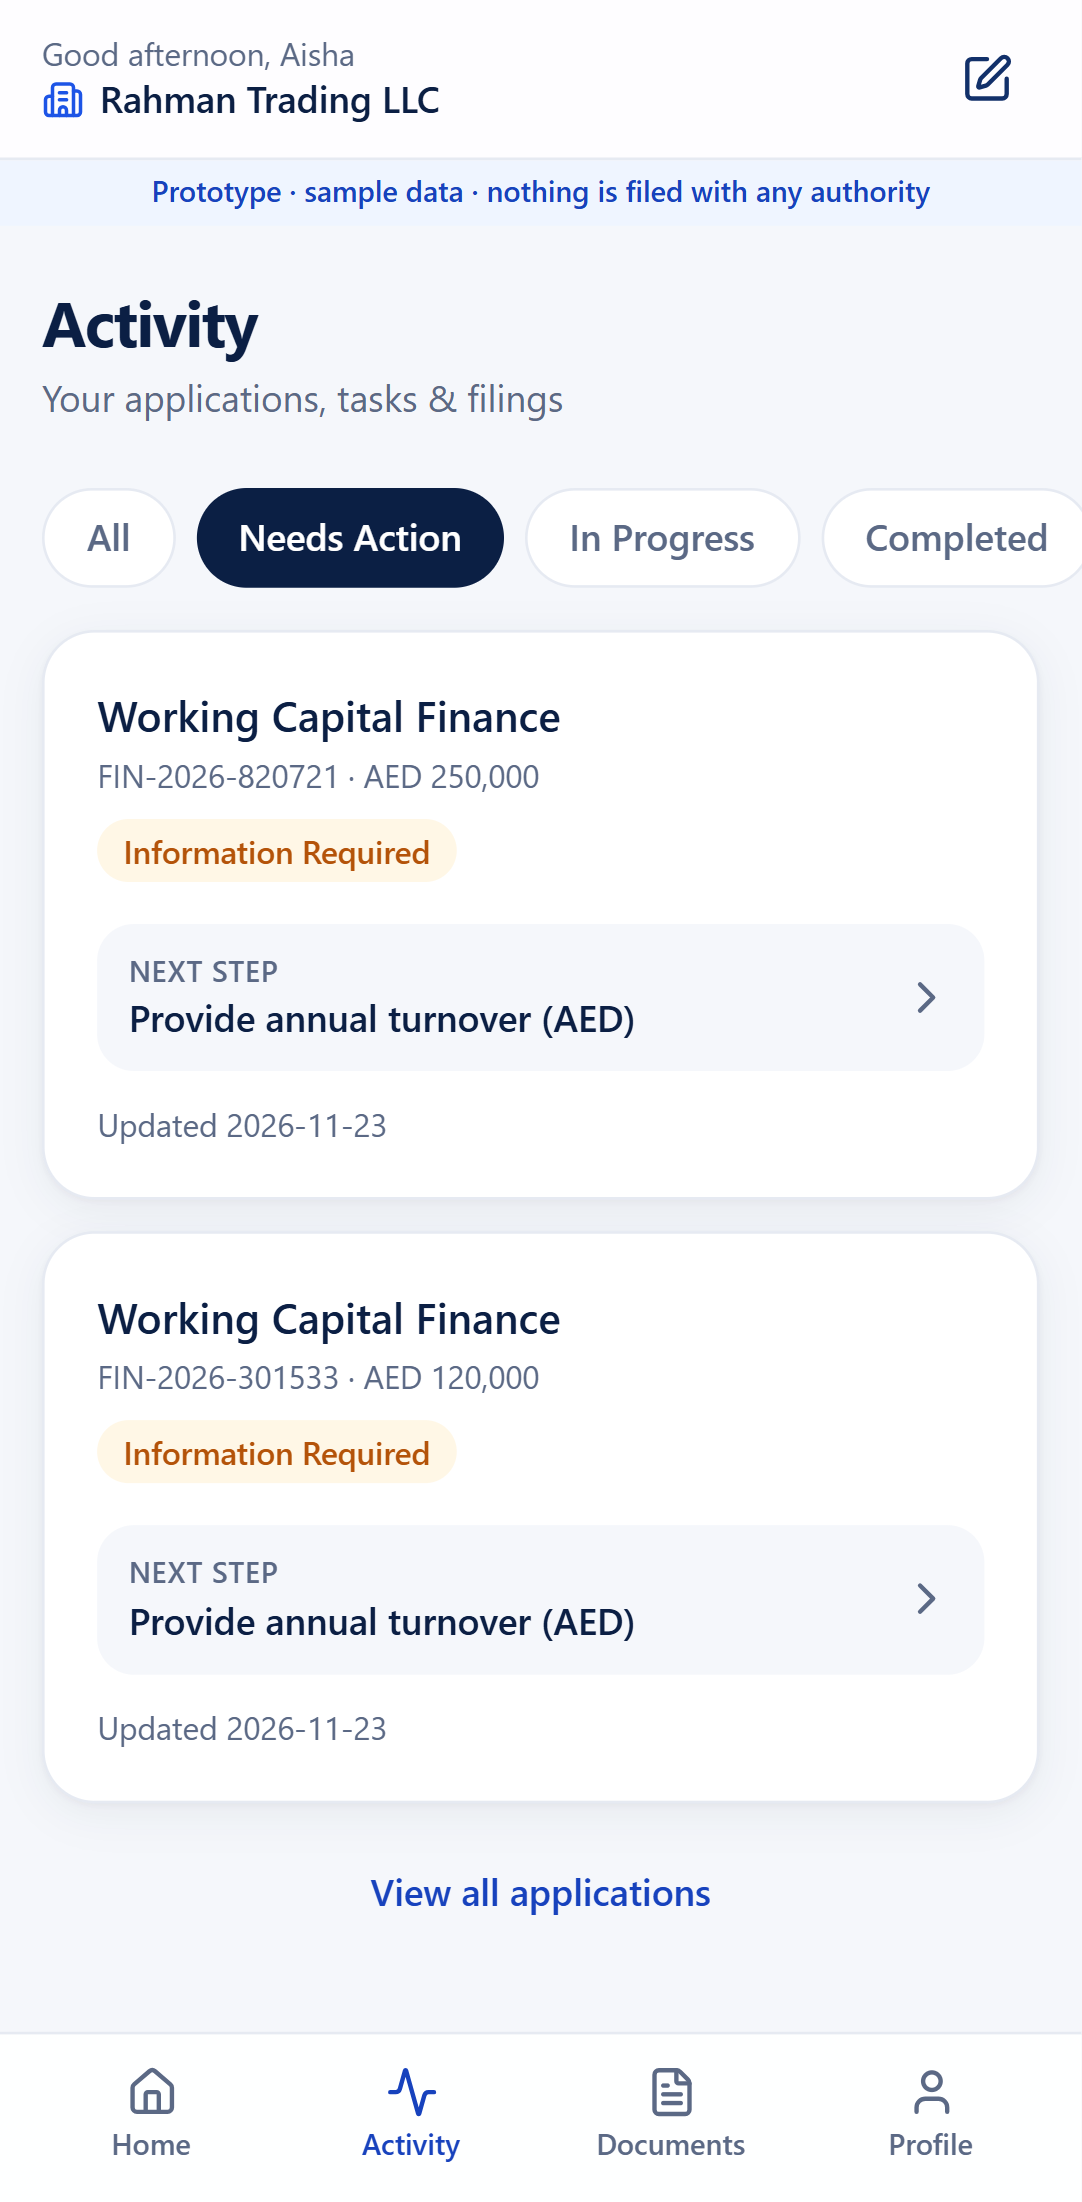 Good afternoon, Aisha
Rahman Trading LLC
Prototype · sample data · nothing is filed with any authority
Activity
Your applications, tasks & filings
All
Needs Action
In Progress
Completed
Working Capital Finance
FIN-2026-820721 · AED 250,000
Information Required
NEXT STEP
Provide annual turnover (AED)
Updated 2026-11-23
Working Capital Finance
FIN-2026-301533 · AED 120,000
Information Required
NEXT STEP
Provide annual turnover (AED)
Updated 2026-11-23
View all applications
Home
Activity
Documents
Profile